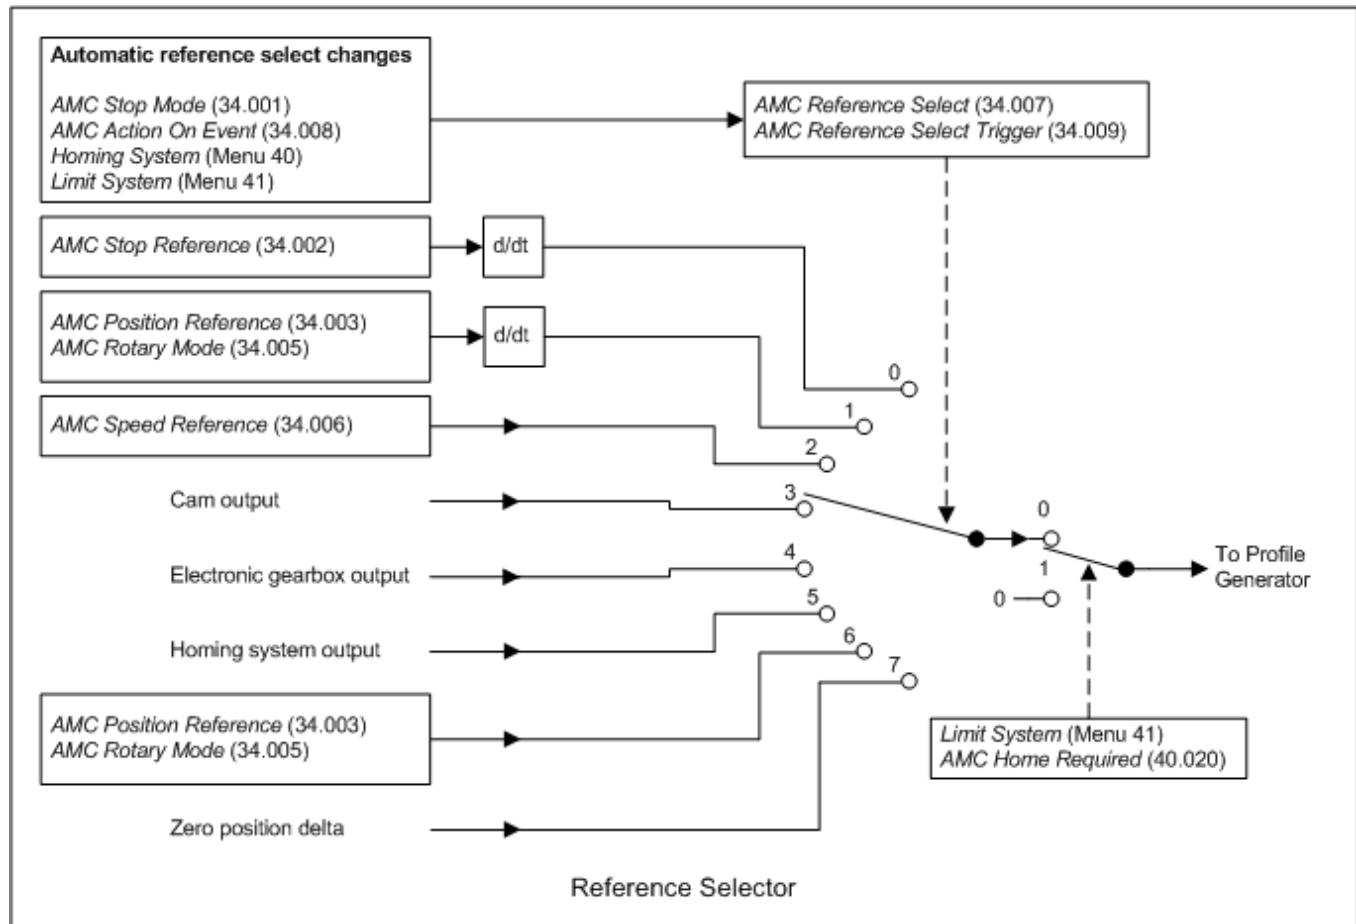 Automatic reference select changes
AMC Stop Mode (34.001)
AMC Action On Event (34.008)
Homing System (Menu 40)
Limit System (Menu 41)
AMC Reference Select (34.007)
AMC Reference Select Trigger (34.009)
AMC Stop Reference (34.002)
d/dt
AMC Position Reference (34.003)
AMC Rotary Mode (34.005)
d/dt
0
1
AMC Speed Reference (34.006)
2
Cam output
3
0
Electronic gearbox output
4
1
To Profile
Generator
0
5
Homing system output
6
7
AMC Position Reference (34.003)
AMC Rotary Mode (34.005)
Limit System (Menu 41)
AMC Home Required (40.020)
Zero position delta
Reference Selector